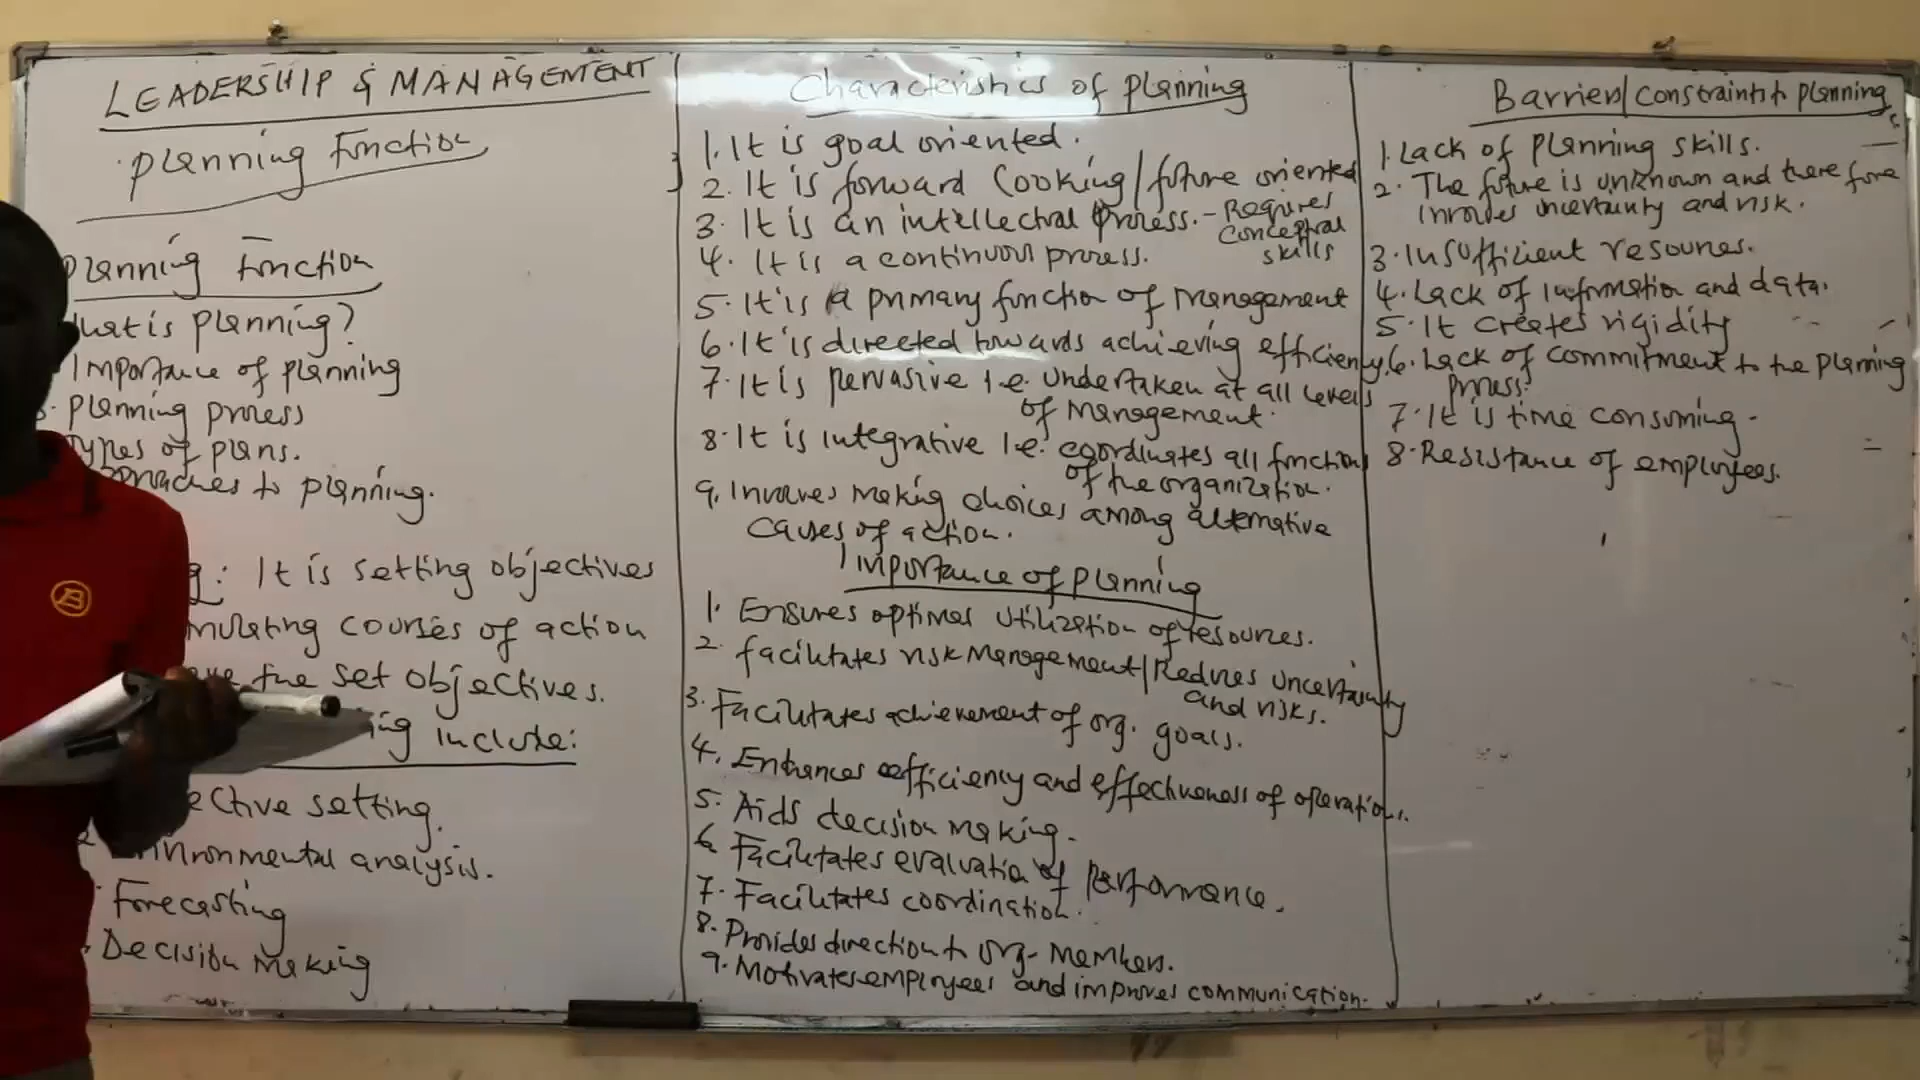 LEADERSHIP & MANAGEMENT
planning Function
Planning Function
What is planning?
Importance of planning
planning process
Types of plans.
to planning.
g: It is setting objectives
mulating courses of action
the set objectives.
ing include:
ective setting.
2 Environmental analysis.
Forecasting
Decision Making
Characteristics of planning
1. It is goal oriented.
2. It is forward looking/future oriented
3. It is an intellectual process. - Requires
conceptual
skills
4. It is a continuous process.
5. It is a primary function of management
6. It is directed towards achieving efficiency.
7. It is pervasive i.e. undertaken at all levels
of management.
8. It is integrative i.e. coordinates all functions
of the organization.
9. Involves making choices among alternative
causes of action.
Importance of planning
1. Ensures optimal utilization of resources.
2. facilitates risk management/Reduces uncertainty
and risks.
3. Facilitates achievement of org. goals.
4. Enhances efficiency and effectiveness of operations.
5. Aids decision making.
6. Facilitates evaluation of performance.
7. Facilitates coordination.
8. Provides direction to org- members.
9. Motivates employees and improves communication.
Barriers/constraints to planning
1. Lack of planning skills.
2. The future is unknown and there fore
involves uncertainty and risk.
3. Insufficient resources.
4. Lack of information and data.
5. It creates rigidity
6. Lack of commitment to the planning
process.
7. It is time consuming.
8. Resistance of employees.